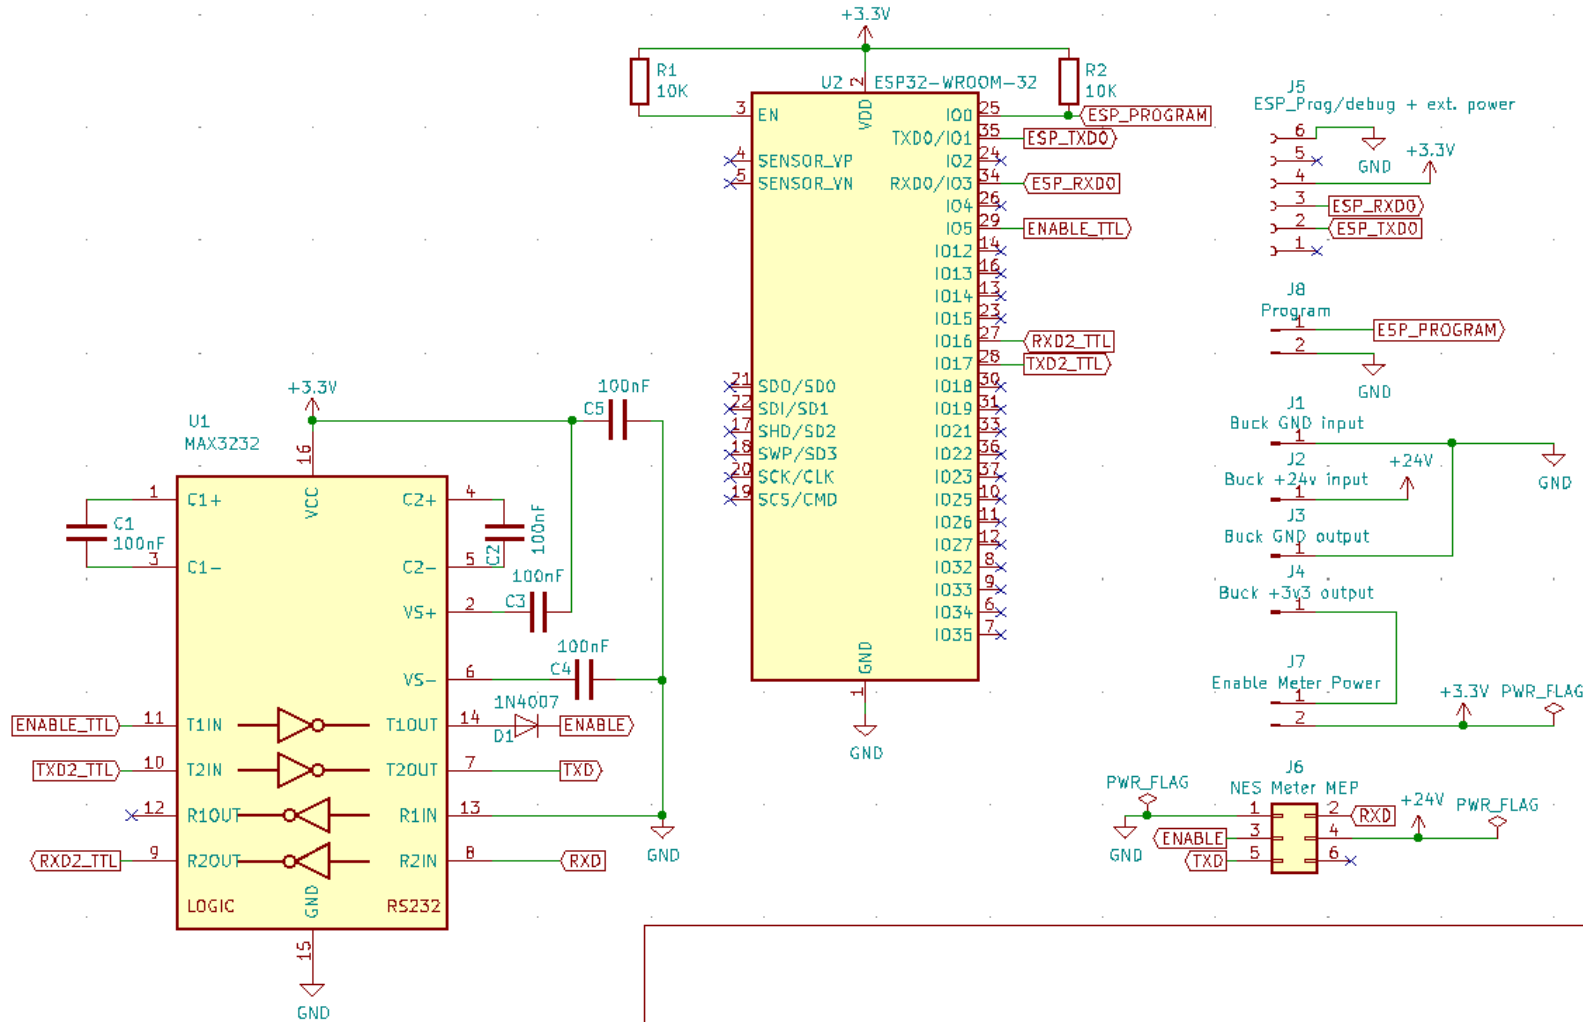 +3.3V
R1
10K
U2
ESP32-WROOM-32
R2
10K
2
VDD
3
EN
4
SENSOR_VP
5
SENSOR_VN
21
SDO/SD0
22
SDI/SD1
17
SHD/SD2
18
SWP/SD3
20
SCK/CLK
19
SCS/CMD
IO0
25
ESP_PROGRAM
TXD0/IO1
35
ESP_TXD0
IO2
24
RXD0/IO3
34
ESP_RXD0
IO4
26
IO5
29
ENABLE_TTL
IO12
14
IO13
16
IO14
13
IO15
23
IO16
27
RXD2_TTL
IO17
28
TXD2_TTL
IO18
30
IO19
31
IO21
33
IO22
36
IO23
37
IO25
10
IO26
11
IO27
12
IO32
8
IO33
9
IO34
6
IO35
7
GND
1
GND
J5
ESP_Prog/debug + ext. power
6
GND
5
+3.3V
4
3
ESP_RXD0
2
ESP_TXD0
1
J8
Program
1
ESP_PROGRAM
2
GND
J1
Buck GND input
1
GND
J2
+24V
Buck +24v input
1
J3
Buck GND output
1
J4
Buck +3v3 output
1
J7
Enable Meter Power
1
2
+3.3V
PWR_FLAG
J6
NES Meter MEP
PWR_FLAG
GND
1
2
RXD
+24V
PWR_FLAG
ENABLE
3
4
TXD
5
6
+3.3V
U1
MAX3232
16
VCC
100nF
C5
1
C1+
C1
100nF
3
C1-
C2+
4
C2
100nF
C2-
5
100nF
VS+
2
C3
100nF
VS-
6
C4
1N4007
D1
ENABLE_TTL
11
T1IN
T1OUT
14
ENABLE
TXD2_TTL
10
T2IN
T2OUT
7
TXD
12
R1OUT
R1IN
13
GND
RXD2_TTL
9
R2OUT
R2IN
8
RXD
LOGIC
GND
RS232
15
GND